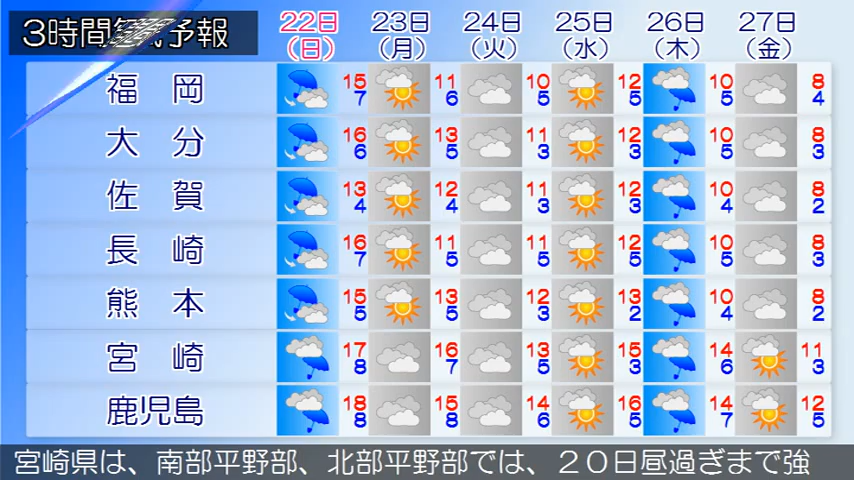 3時間 予報
22日 23日 24日 25日 26日 27日
(日) (月) (火) (水) (木) (金)
福岡 15 7 11 6 10 5 12 5 10 5 8 4
大分 16 6 13 5 11 3 12 3 10 5 8 3
佐賀 13 4 12 4 11 3 12 3 10 4 8 2
長崎 16 7 11 5 11 5 12 5 10 5 8 3
熊本 15 5 13 5 12 3 13 2 10 4 8 2
宮崎 17 8 16 7 13 5 15 3 14 6 11 3
鹿児島 18 8 15 8 14 6 16 5 14 7 12 5
宮崎県は、南部平野部、北部平野部では、20日昼過ぎまで強